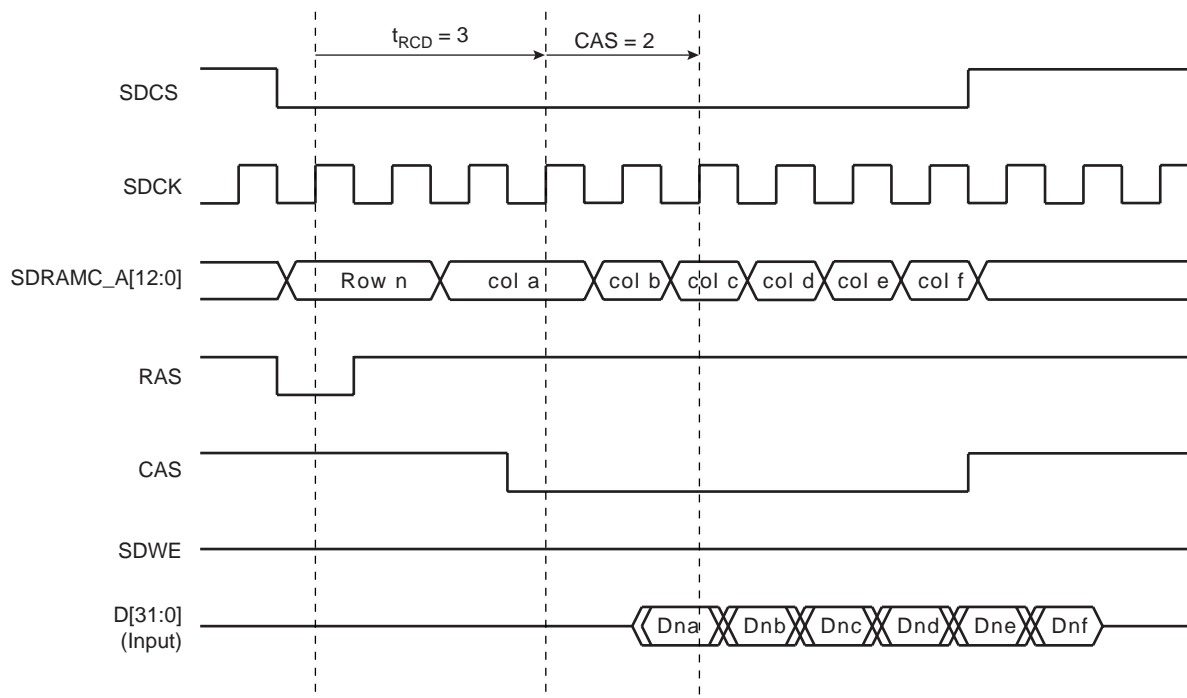 tRCD = 3 CAS = 2
SDCS
SDCK
SDRAMC_A[12:0] Row n col a col b col c col d col e col f
RAS
CAS
SDWE
D[31:0]
(Input)
Dna Dnb Dnc Dnd Dne Dnf